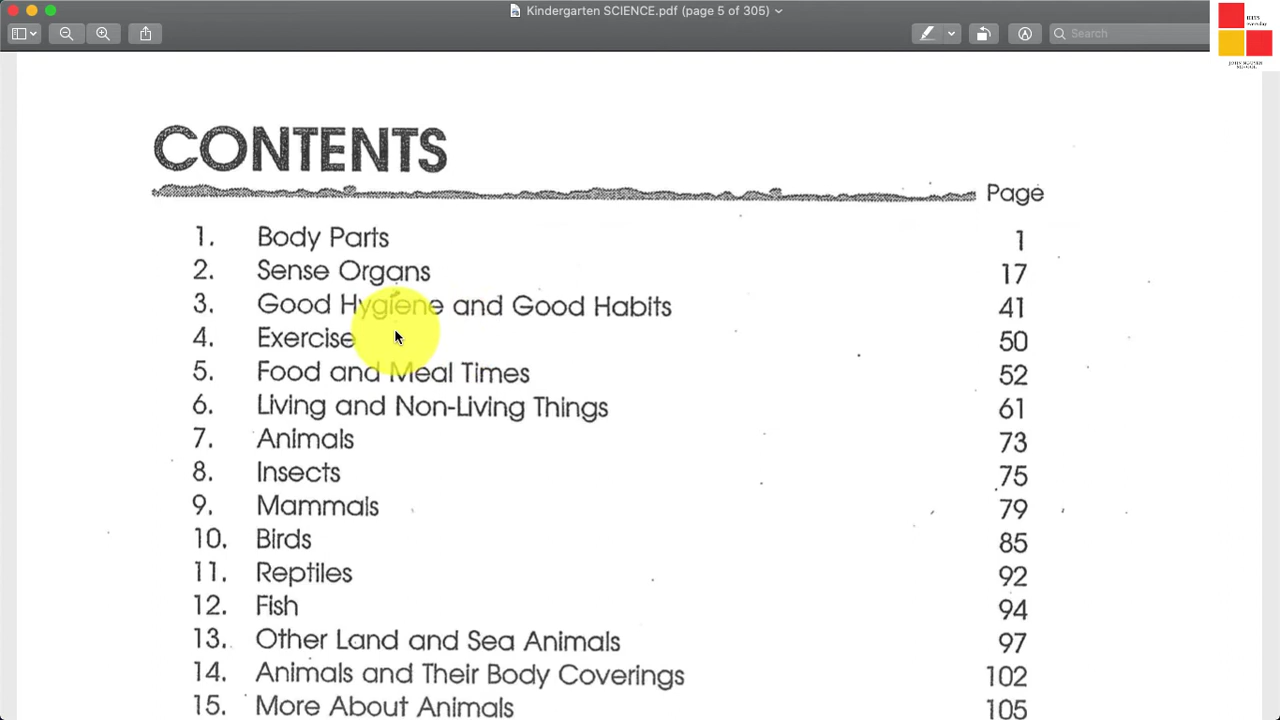 Kindergarten SCIENCE.pdf (page 5 of 305)
Search
IELTS
JOHN NGUYEN
SCHOOL
CONTENTS
Page
1. Body Parts 1
2. Sense Organs 17
3. Good Hygiene and Good Habits 41
4. Exercise 50
5. Food and Meal Times 52
6. Living and Non-Living Things 61
7. Animals 73
8. Insects 75
9. Mammals 79
10. Birds 85
11. Reptiles 92
12. Fish 94
13. Other Land and Sea Animals 97
14. Animals and Their Body Coverings 102
15. More About Animals 105